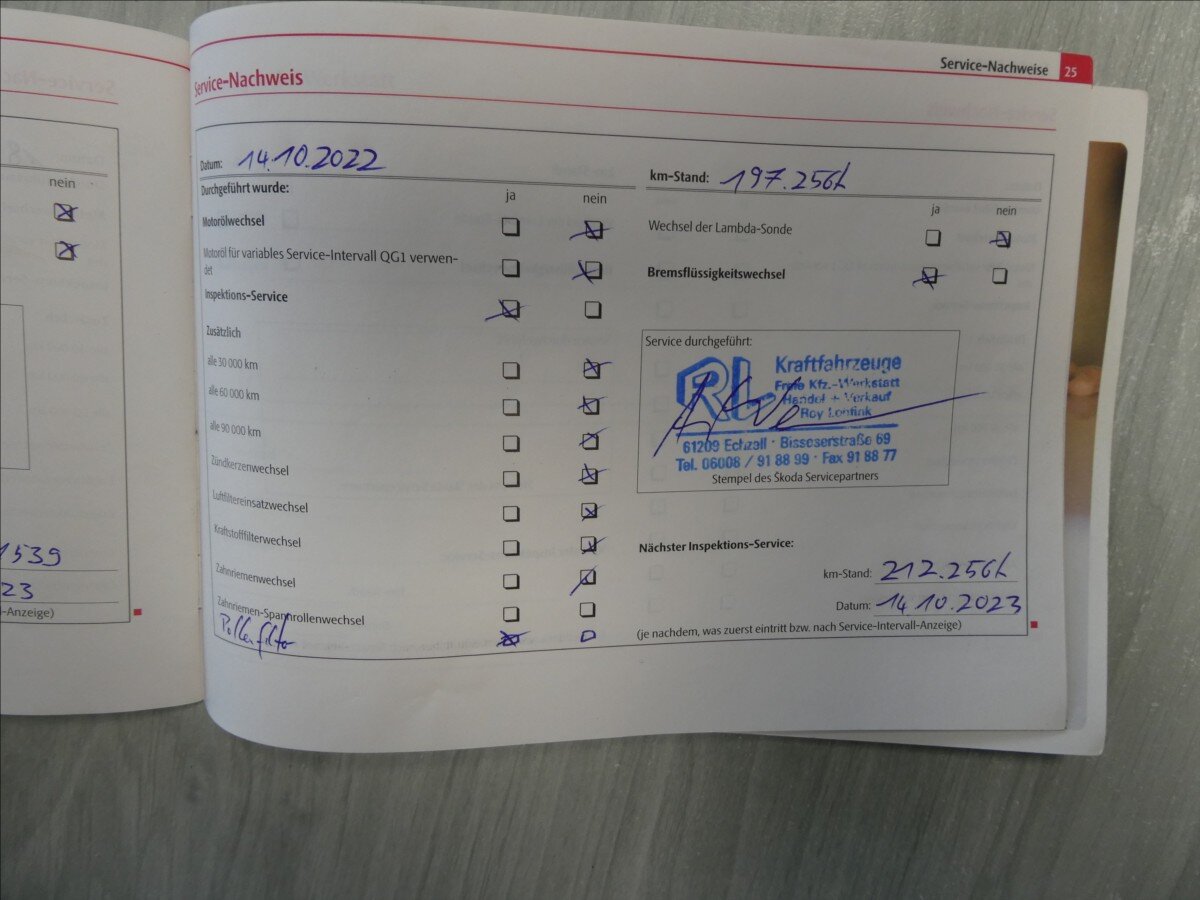 nein
1539
23
-Anzeige)
Service-Nachweise 25
Service-Nachweis
Datum: 14.10.2022
Durchgeführt wurde: ja nein
Motorölwechsel
Motoröl für variables Service-Intervall QG1 verwen-
det
Inspektions-Service
Zusätzlich
alle 30 000 km
alle 60 000 km
alle 90 000 km
Zündkerzenwechsel
Luftfiltereinsatzwechsel
Kraftstofffilterwechsel
Zahnriemenwechsel
Zahnriemen-Spannrollenwechsel
Pollenfilter
km-Stand: 197.256
ja nein
Wechsel der Lambda-Sonde
Bremsflüssigkeitswechsel
Service durchgeführt:
RL Kraftfahrzeuge
Freie Kfz.-Werkstatt
Handel + Verkauf
Roy
61209 Echzell · Bisseserstraße 69
Tel. 06008 / 91 88 99 · Fax 91 88 77
Stempel des Škoda Servicepartners
Nächster Inspektions-Service:
km-Stand: 212.256
Datum: 14.10.2023
(je nachdem, was zuerst eintritt bzw. nach Service-Intervall-Anzeige)